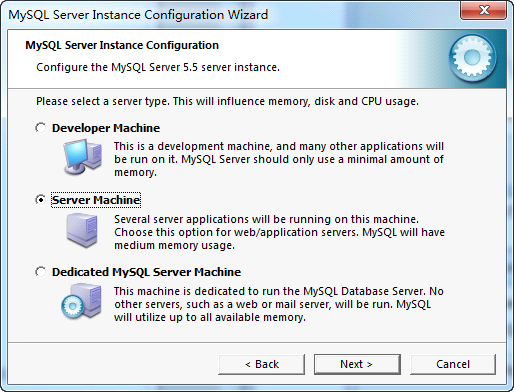 MySQL Server Instance Configuration Wizard
MySQL Server Instance Configuration
Configure the MySQL Server 5.5 server instance.
Please select a server type. This will influence memory, disk and CPU usage.
Developer Machine
This is a development machine, and many other applications will
be run on it. MySQL Server should only use a minimal amount of
memory.
Server Machine
Several server applications will be running on this machine.
Choose this option for web/application servers. MySQL will have
medium memory usage.
Dedicated MySQL Server Machine
This machine is dedicated to run the MySQL Database Server. No
other servers, such as a web or mail server, will be run. MySQL
will utilize up to all available memory.
< Back
Next >
Cancel